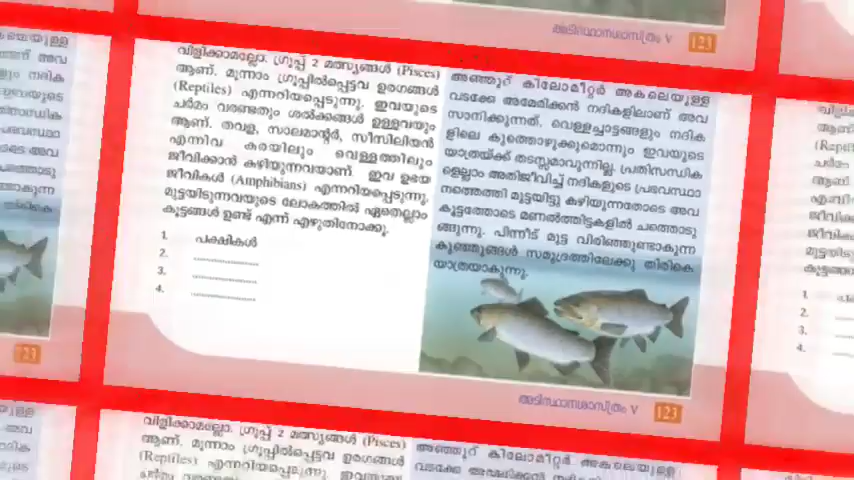 വിളിക്കാമല്ലോ. ഗ്രൂപ്പ് 2 മത്സ്യങ്ങൾ (Pisces)
ആണ്. മൂന്നാം ഗ്രൂപ്പിൽപ്പെട്ടവ ഉരഗങ്ങൾ
(Reptiles) എന്നറിയപ്പെടുന്നു. ഇവയുടെ
ചർമം വരണ്ടതും ശൽക്കങ്ങൾ ഉള്ളവയും
ആണ്. തവള, സാലമാന്റർ, സീസിലിയൻ
എന്നിവ കരയിലും വെള്ളത്തിലും
ജീവിക്കാൻ കഴിയുന്നവയാണ്. ഇവ ഉഭയ
ജീവികൾ (Amphibians) എന്നറിയപ്പെടുന്നു.
മുട്ടയിടുന്നവയുടെ ലോകത്തിൽ ഏതെല്ലാം
കൂട്ടങ്ങൾ ഉണ്ട് എന്ന് എഴുതിനോക്കൂ.
1. പക്ഷികൾ
2. ....................
3. ....................
4. ....................
അഞ്ഞൂറ് കിലോമീറ്റർ അകലെയുള്ള
വടക്കേ അമേരിക്കൻ നദികളിലാണ് അവ
സാനിക്കുന്നത്. വെള്ളച്ചാട്ടങ്ങളും നദിക
ളിലെ കുത്തൊഴുക്കുമൊന്നും ഇവയുടെ
യാത്രയ്ക്ക് തടസ്സമാവുന്നില്ല. പ്രതിസന്ധിക
ളെല്ലാം അതിജീവിച്ച് നദികളുടെ പ്രഭവസ്ഥാ
നത്തെത്തി മുട്ടയിട്ടു കഴിയുന്നതോടെ അവ
കൂട്ടത്തോടെ മണൽത്തിട്ടകളിൽ ചത്തൊടു
ങ്ങുന്നു. പിന്നീട് മുട്ട വിരിഞ്ഞുണ്ടാകുന്ന
കുഞ്ഞുങ്ങൾ സമുദ്രത്തിലേക്കു തിരികെ
യാത്രയാകുന്നു.
അടിസ്ഥാനശാസ്ത്രം V 123